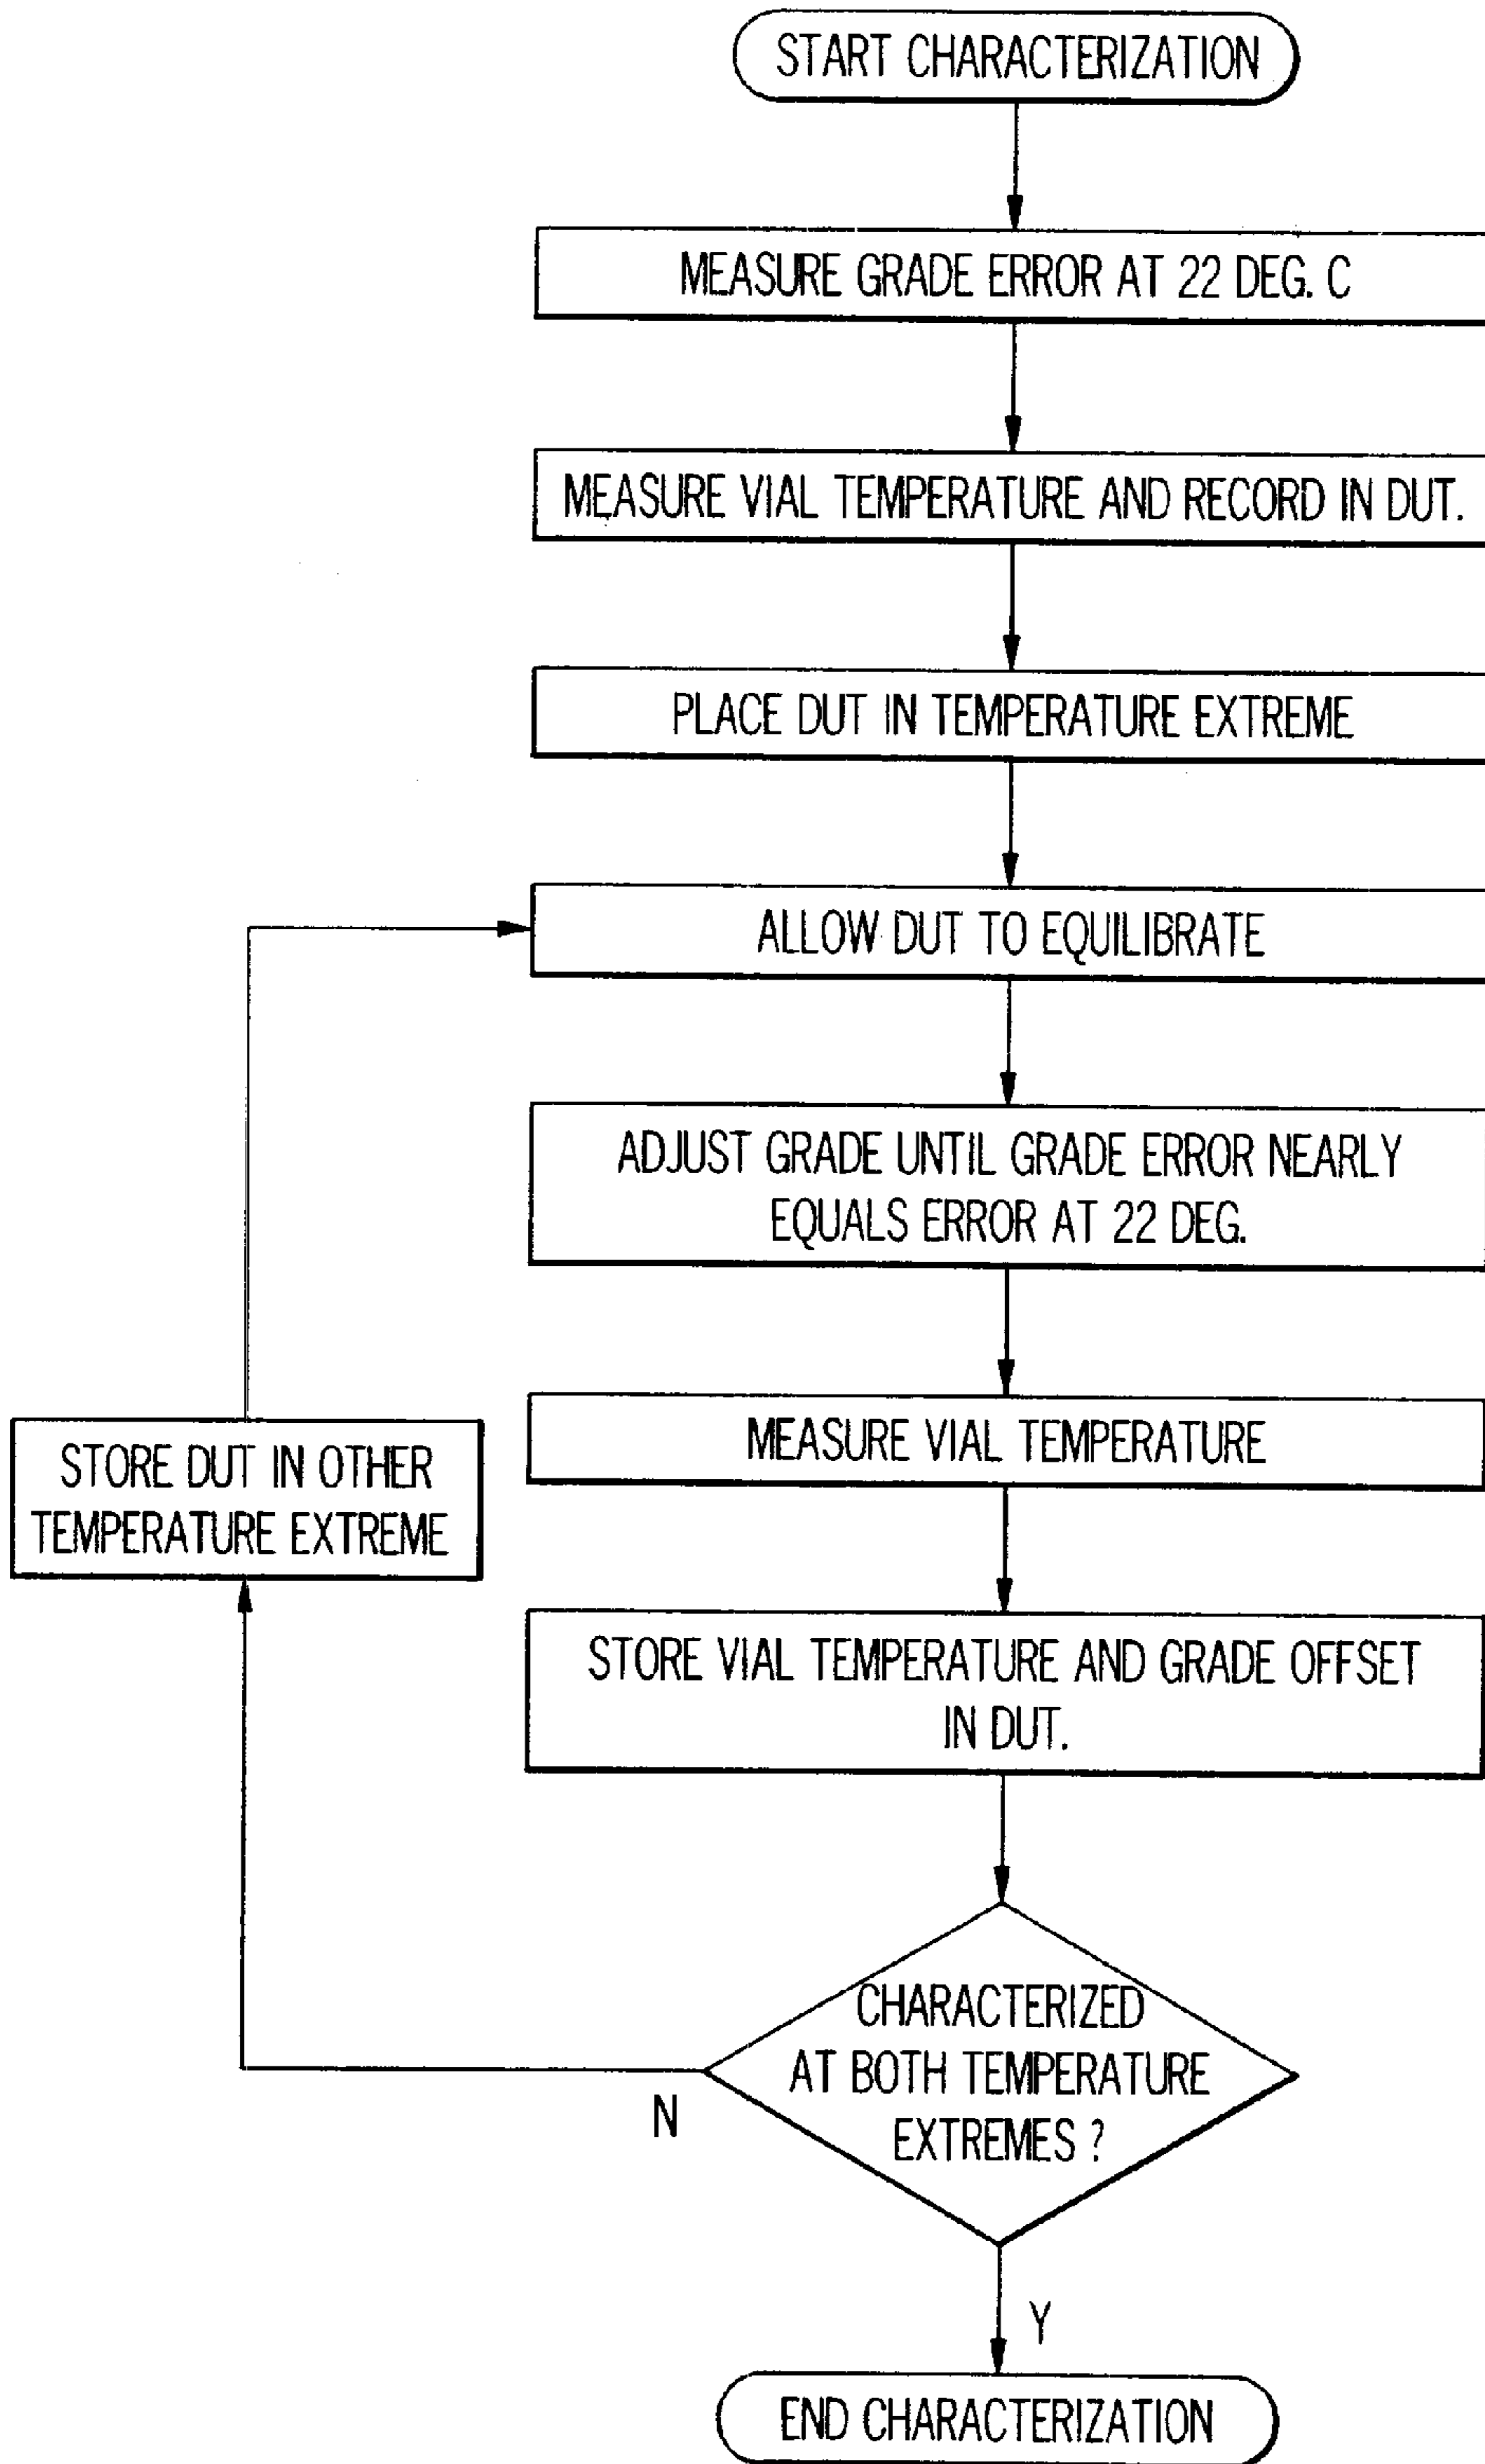 START CHARACTERIZATION
MEASURE GRADE ERROR AT 22 DEG. C
MEASURE VIAL TEMPERATURE AND RECORD IN DUT.
PLACE DUT IN TEMPERATURE EXTREME
ALLOW DUT TO EQUILIBRATE
ADJUST GRADE UNTIL GRADE ERROR NEARLY
EQUALS ERROR AT 22 DEG.
MEASURE VIAL TEMPERATURE
STORE DUT IN OTHER
TEMPERATURE EXTREME
STORE VIAL TEMPERATURE AND GRADE OFFSET
IN DUT.
CHARACTERIZED
AT BOTH TEMPERATURE
EXTREMES ?
N
Y
END CHARACTERIZATION